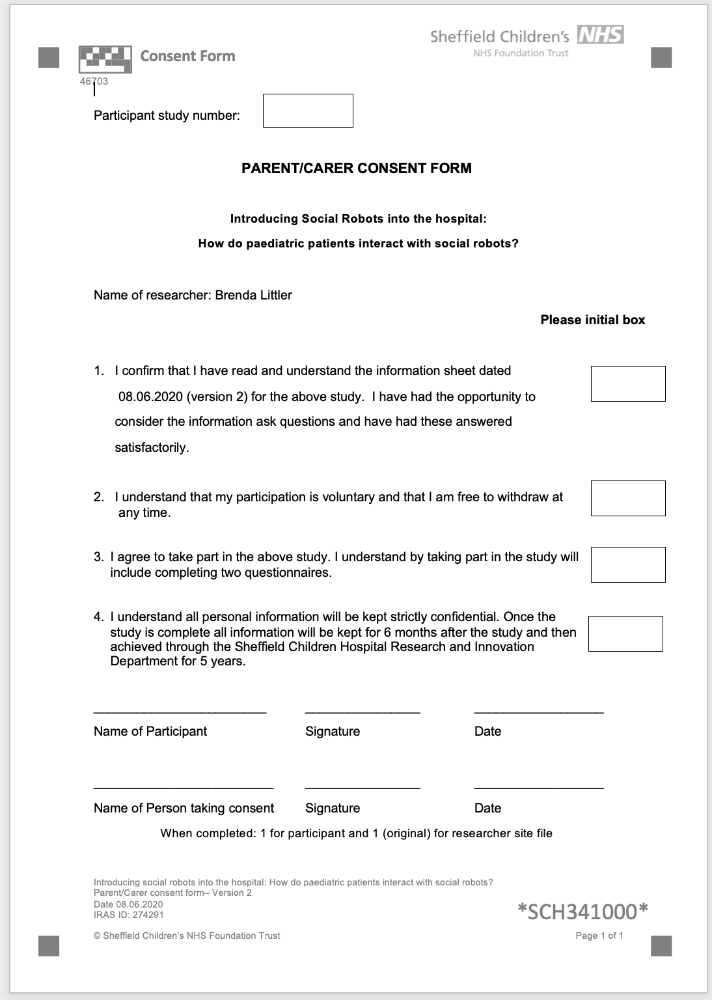 Sheffield Children's NHS
NHS Foundation Trust
Consent Form
46703
Participant study number:
PARENT/CARER CONSENT FORM
Introducing Social Robots into the hospital:
How do paediatric patients interact with social robots?
Name of researcher: Brenda Littler
Please initial box
1. I confirm that I have read and understand the information sheet dated
08.06.2020 (version 2) for the above study. I have had the opportunity to
consider the information ask questions and have had these answered
satisfactorily.
2. I understand that my participation is voluntary and that I am free to withdraw at
any time.
3. I agree to take part in the above study. I understand by taking part in the study will
include completing two questionnaires.
4. I understand all personal information will be kept strictly confidential. Once the
study is complete all information will be kept for 6 months after the study and then
achieved through the Sheffield Children Hospital Research and Innovation
Department for 5 years.
Name of Participant Signature Date
Name of Person taking consent Signature Date
When completed: 1 for participant and 1 (original) for researcher site file
Introducing social robots into the hospital: How do paediatric patients interact with social robots?
Parent/Carer consent form– Version 2
Date 08.06.2020
IRAS ID: 274291
*SCH341000*
© Sheffield Children's NHS Foundation Trust
Page 1 of 1